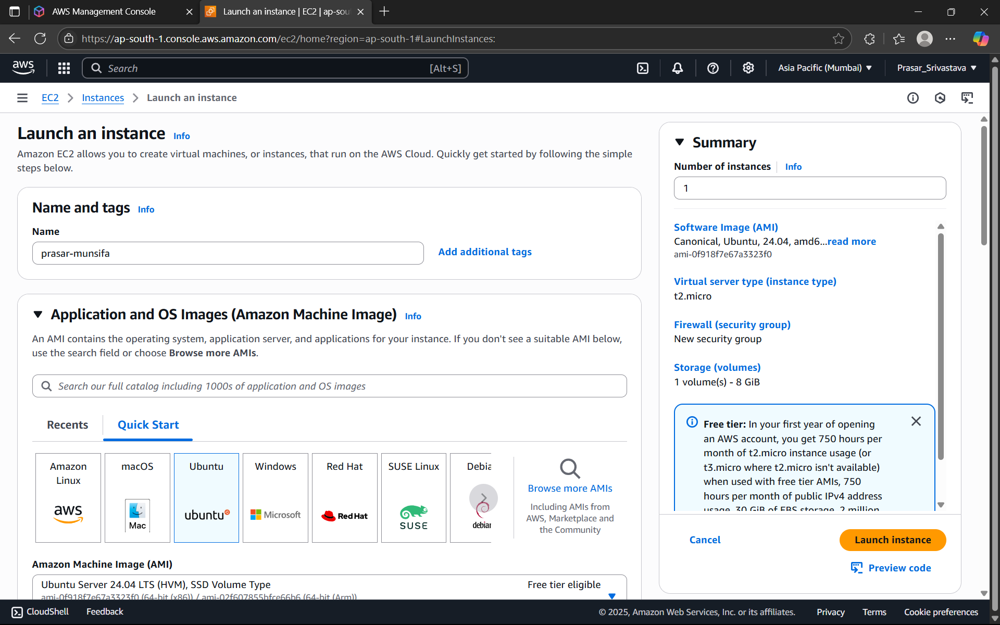 AWS Management Console
Launch an instance | EC2 | ap-sou
https://ap-south-1.console.aws.amazon.com/ec2/home?region=ap-south-1#LaunchInstances:
aws
Search [Alt+S]
Asia Pacific (Mumbai)
Prasar_Srivastava
EC2
Instances
Launch an instance
Launch an instance Info
Amazon EC2 allows you to create virtual machines, or instances, that run on the AWS Cloud. Quickly get started by following the simple
steps below.
Name and tags Info
Name
prasar-munsifa
Add additional tags
Application and OS Images (Amazon Machine Image) Info
An AMI contains the operating system, application server, and applications for your instance. If you don't see a suitable AMI below,
use the search field or choose Browse more AMIs.
Search our full catalog including 1000s of application and OS images
Recents
Quick Start
Amazon
Linux
aws
macOS
Mac
Ubuntu
ubuntu
Windows
Microsoft
Red Hat
Red Hat
SUSE Linux
SUSE
Debia
debian
Browse more AMIs
Including AMIs from
AWS, Marketplace and
the Community
Amazon Machine Image (AMI)
Ubuntu Server 24.04 LTS (HVM), SSD Volume Type
Free tier eligible
ami-0f918f7e67a3323f0 (64-bit (x86)) / ami-02f607855bfce66b6 (64-bit (Arm))
Summary
Number of instances Info
1
Software Image (AMI)
Canonical, Ubuntu, 24.04, amd6...read more
ami-0f918f7e67a3323f0
Virtual server type (instance type)
t2.micro
Firewall (security group)
New security group
Storage (volumes)
1 volume(s) - 8 GiB
Free tier: In your first year of opening
an AWS account, you get 750 hours per
month of t2.micro instance usage (or
t3.micro where t2.micro isn't available)
when used with free tier AMIs, 750
hours per month of public IPv4 address
usage, 30 GiB of EBS storage, 2 million
Cancel
Launch instance
Preview code
CloudShell
Feedback
© 2025, Amazon Web Services, Inc. or its affiliates.
Privacy
Terms
Cookie preferences